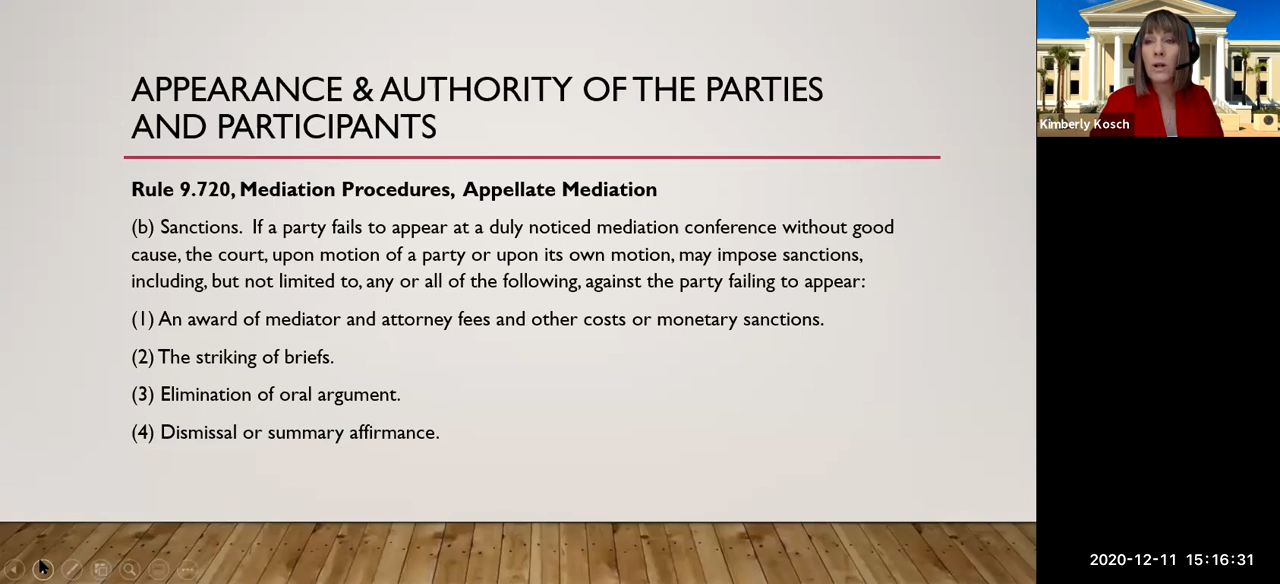 APPEARANCE & AUTHORITY OF THE PARTIES
AND PARTICIPANTS
Rule 9.720, Mediation Procedures, Appellate Mediation
(b) Sanctions. If a party fails to appear at a duly noticed mediation conference without good
cause, the court, upon motion of a party or upon its own motion, may impose sanctions,
including, but not limited to, any or all of the following, against the party failing to appear:
(1) An award of mediator and attorney fees and other costs or monetary sanctions.
(2) The striking of briefs.
(3) Elimination of oral argument.
(4) Dismissal or summary affirmance.
Kimberly Kosch
2020-12-11 15:16:31